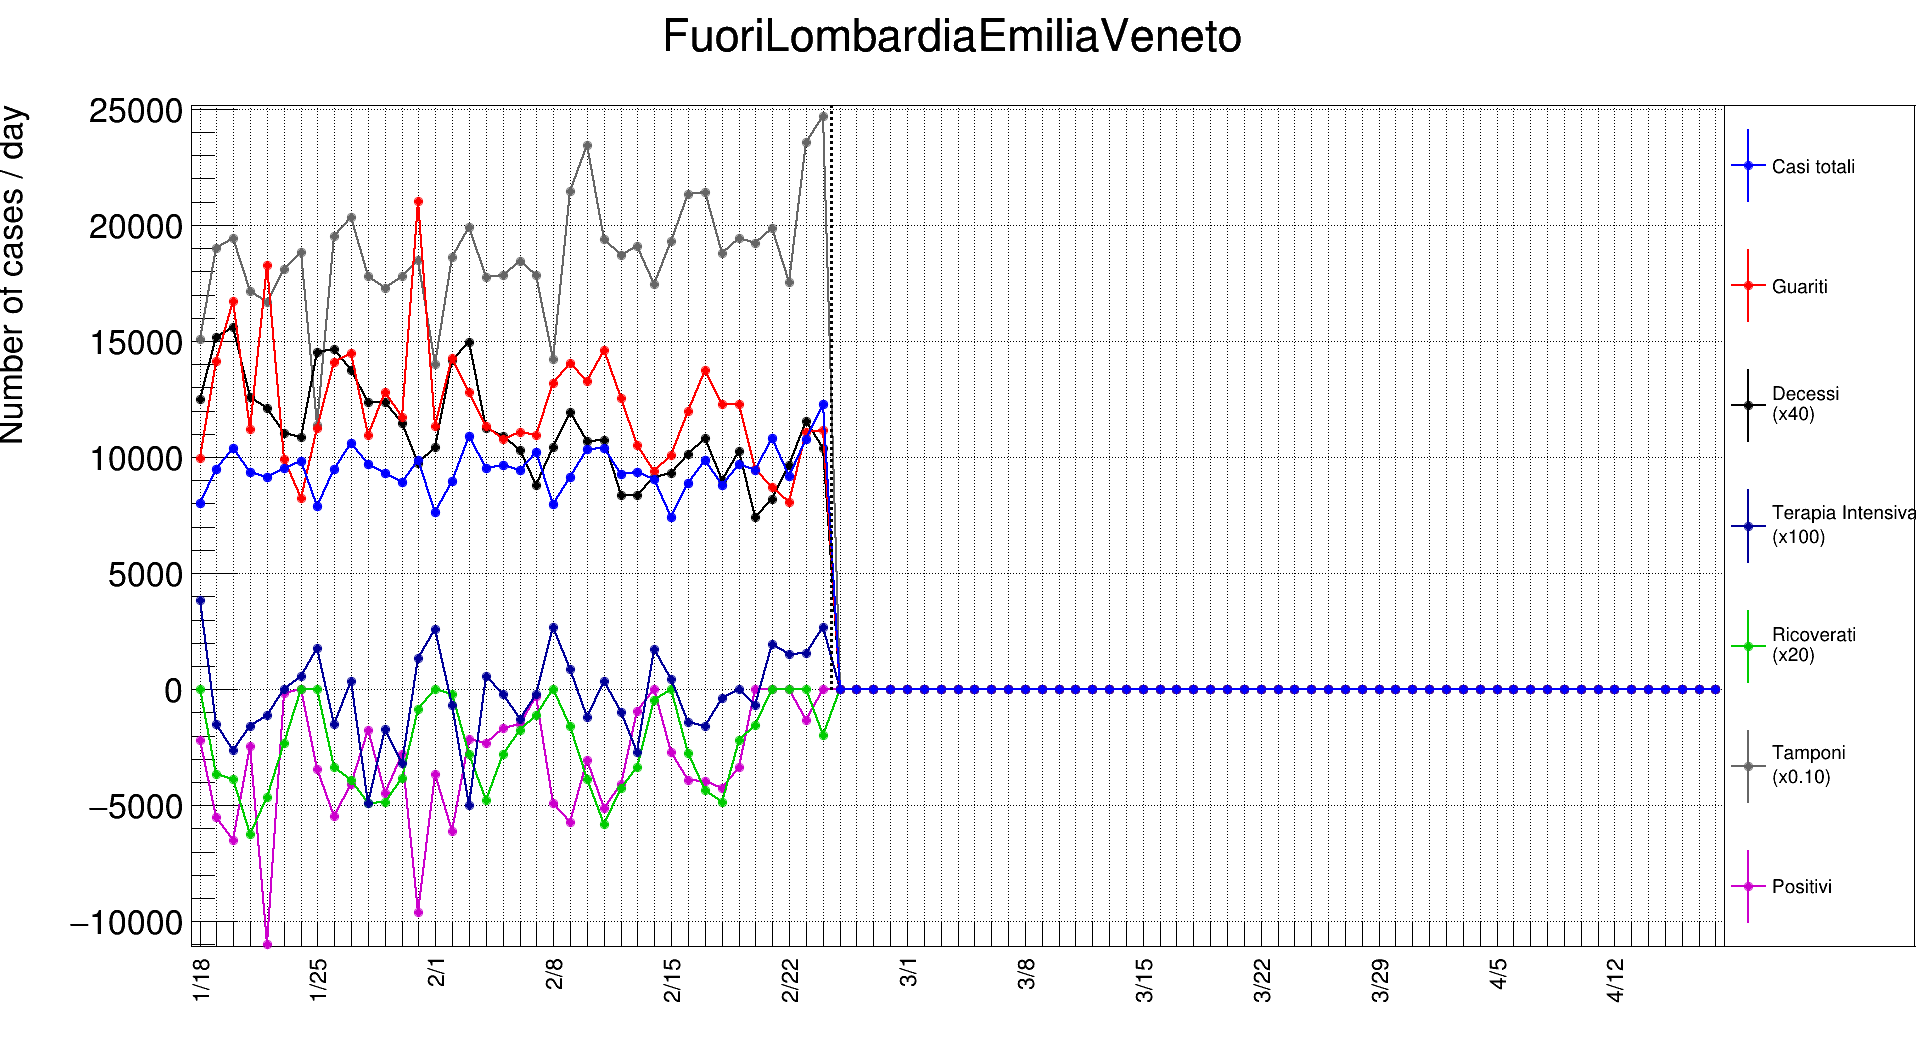 FuoriLombardiaEmiliaVeneto
Number of cases / day
25000
20000
15000
10000
5000
0
−5000
−10000
1/18
1/25
2/1
2/8
2/15
2/22
3/1
3/8
3/15
3/22
3/29
4/5
4/12
Casi totali
Guariti
Decessi
(x40)
Terapia Intensiva
(x100)
Ricoverati
(x20)
Tamponi
(x0.10)
Positivi